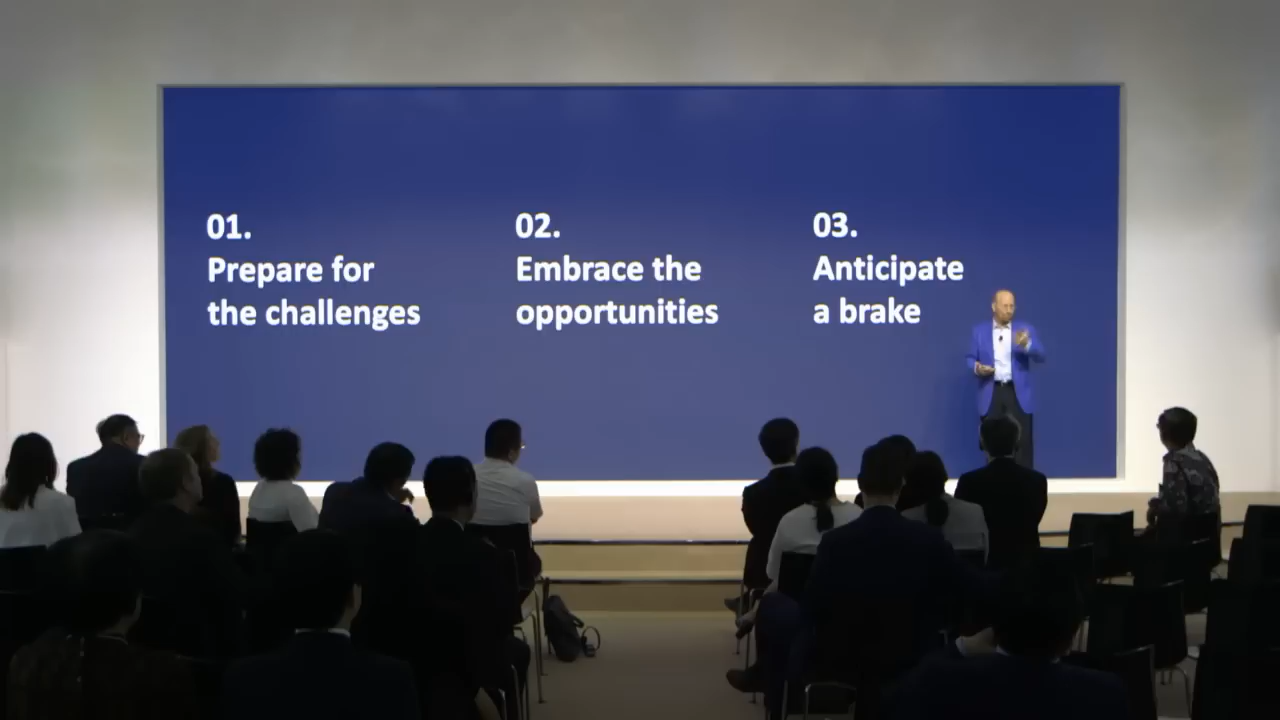 01.
Prepare for
the challenges
02.
Embrace the
opportunities
03.
Anticipate
a brake